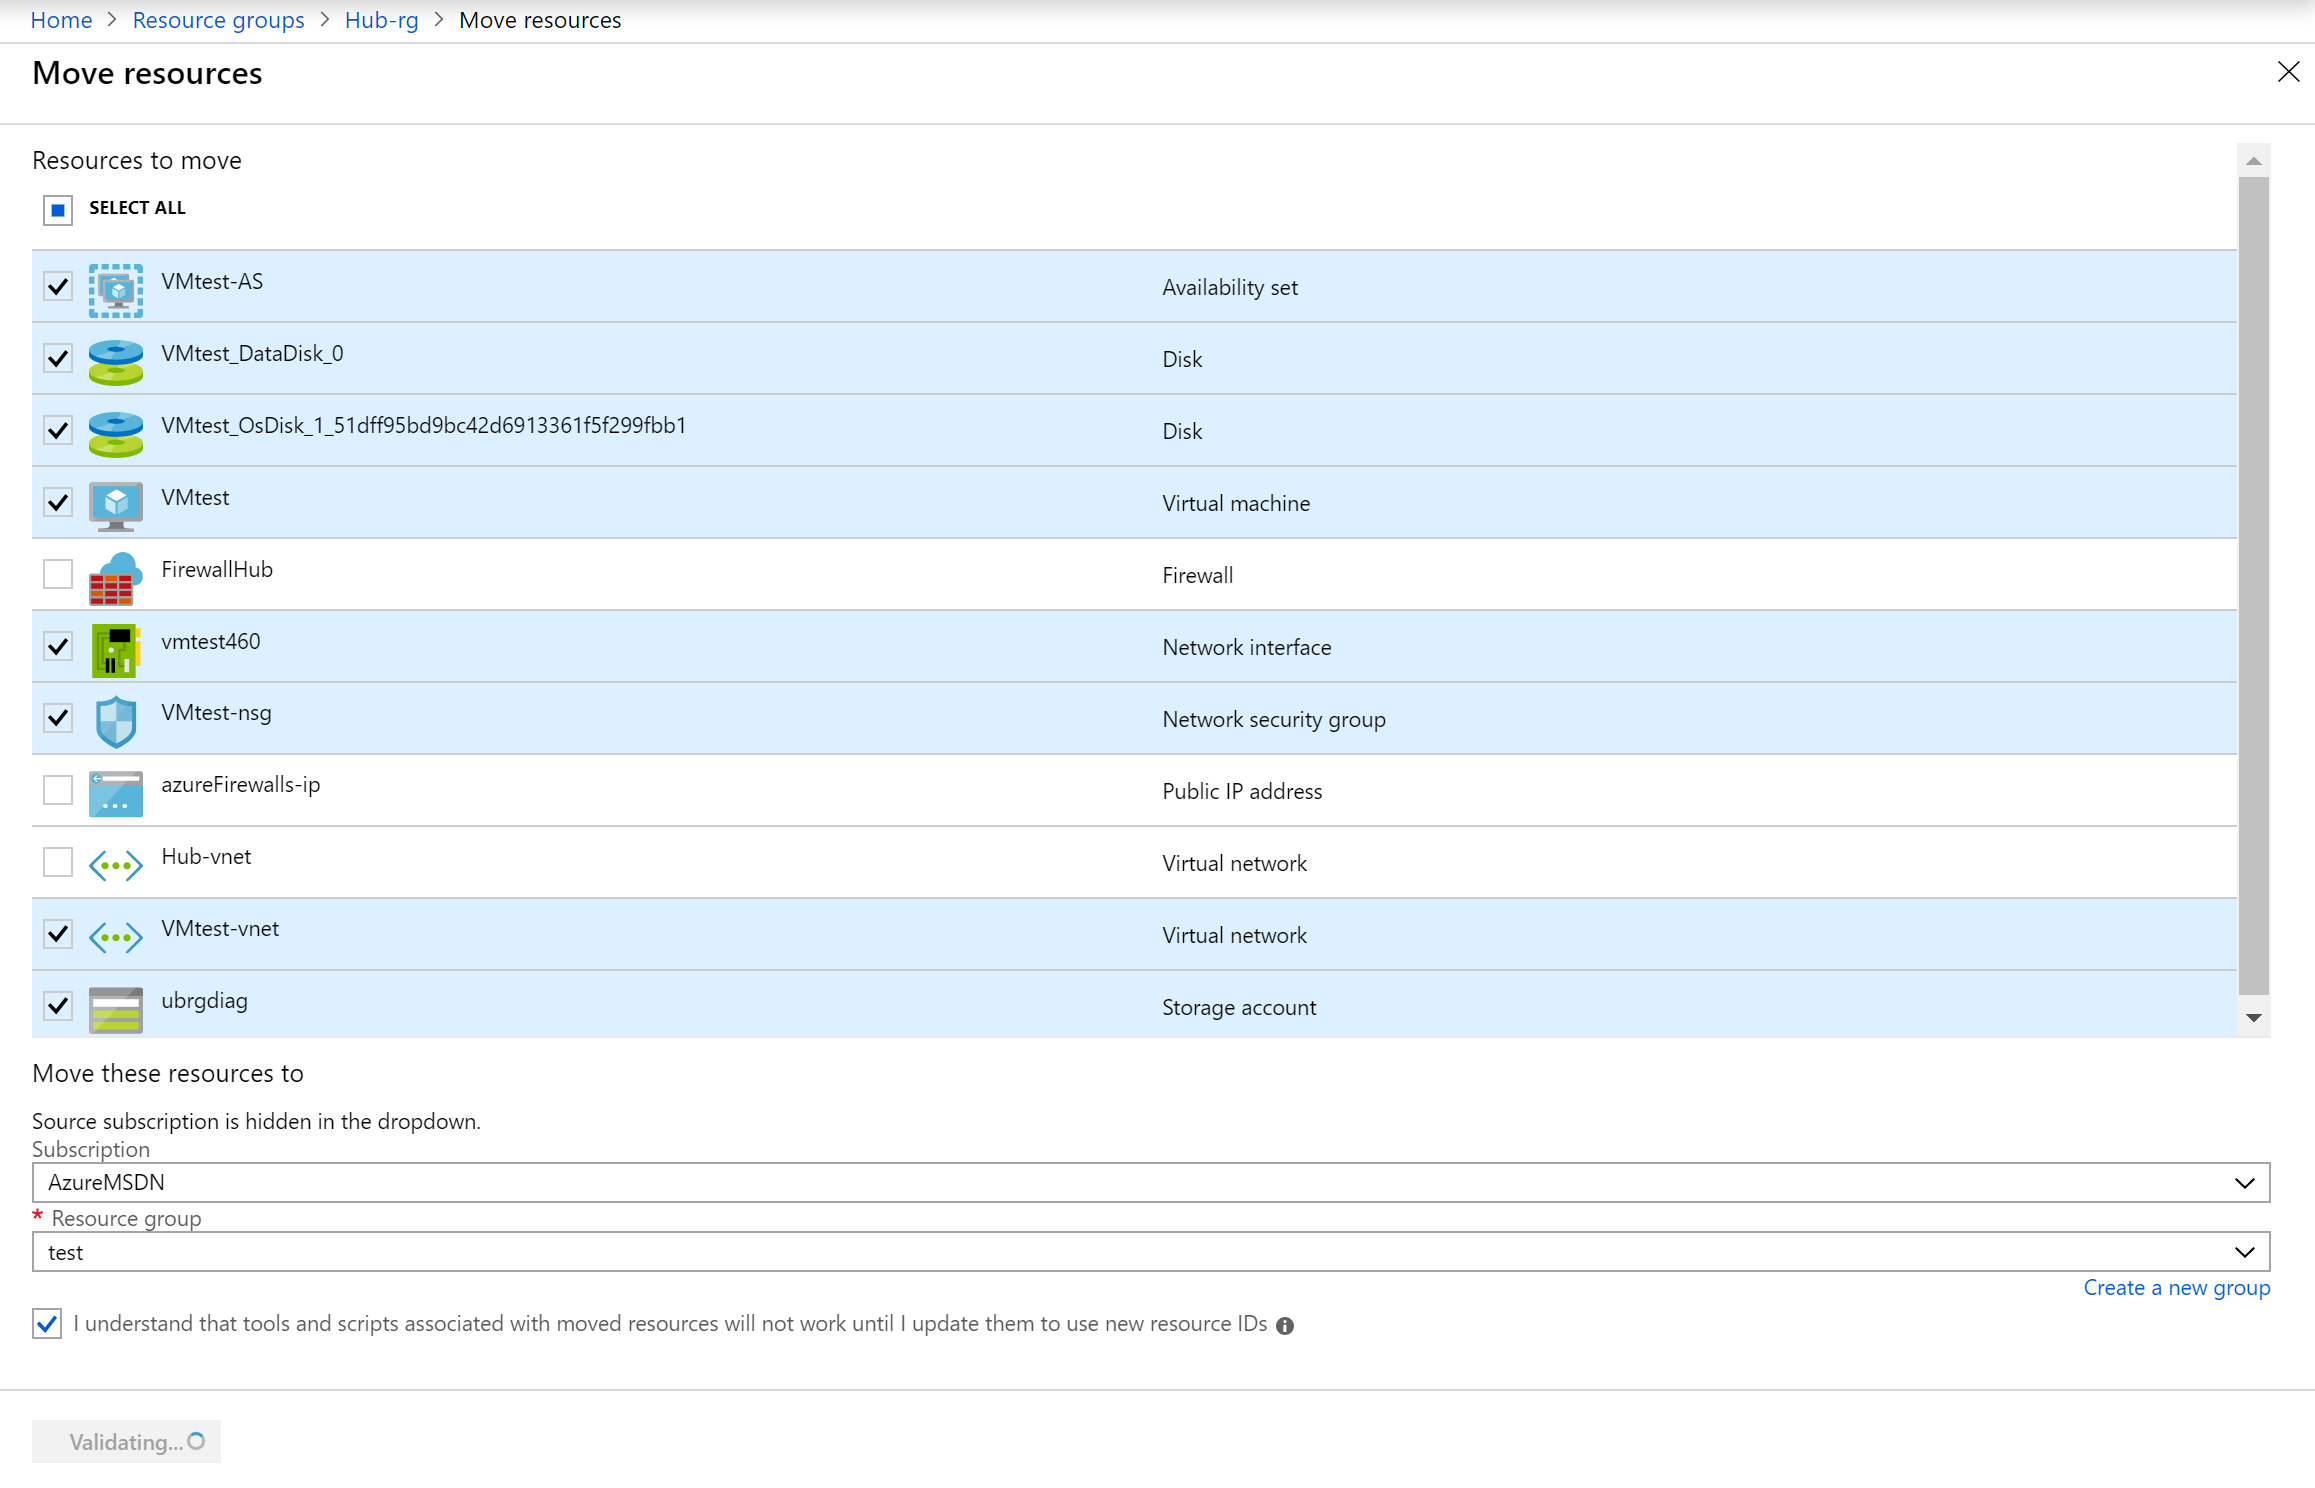 Home > Resource groups > Hub-rg > Move resources
Move resources
Resources to move
SELECT ALL
VMtest-AS Availability set
VMtest_DataDisk_0 Disk
VMtest_OsDisk_1_51dff95bd9bc42d6913361f5f299fbb1 Disk
VMtest Virtual machine
FirewallHub Firewall
vmtest460 Network interface
VMtest-nsg Network security group
azureFirewalls-ip Public IP address
Hub-vnet Virtual network
VMtest-vnet Virtual network
ubrgdiag Storage account
Move these resources to
Source subscription is hidden in the dropdown.
Subscription
AzureMSDN
* Resource group
test
Create a new group
I understand that tools and scripts associated with moved resources will not work until I update them to use new resource IDs
Validating...